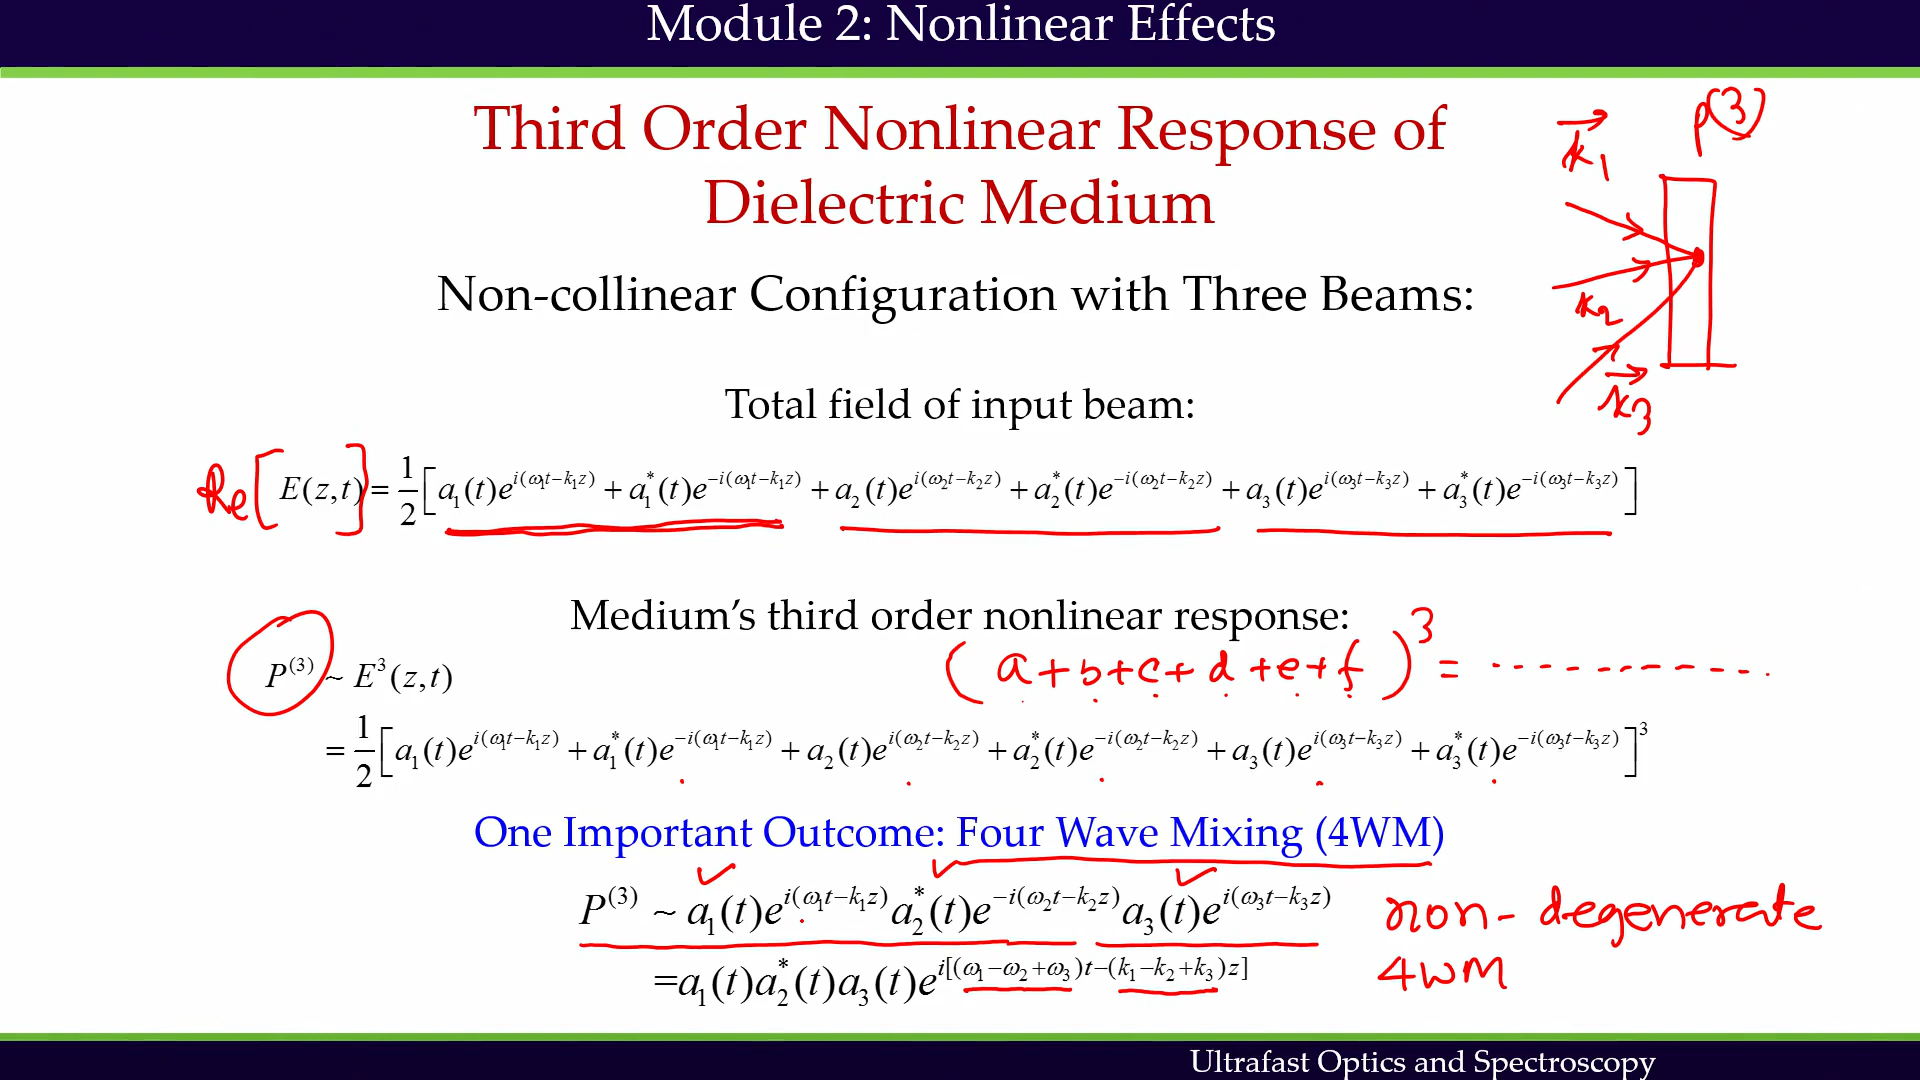 Module 2: Nonlinear Effects
Third Order Nonlinear Response of
Dielectric Medium
P(3)
k⃗1
k2
k⃗3
Non-collinear Configuration with Three Beams:
Total field of input beam:
Re[E(z,t)] = 1/2 [a₁(t)e^{i(ω₁t−k₁z)} + a₁*(t)e^{−i(ω₁t−k₁z)} + a₂(t)e^{i(ω₂t−k₂z)} + a₂*(t)e^{−i(ω₂t−k₂z)} + a₃(t)e^{i(ω₃t−k₃z)} + a₃*(t)e^{−i(ω₃t−k₃z)}]
Medium’s third order nonlinear response:
P^{(3)} ~ E³(z,t)
(a+b+c+d+e+f)³ = ------------
= 1/2 [a₁(t)e^{i(ω₁t−k₁z)} + a₁*(t)e^{−i(ω₁t−k₁z)} + a₂(t)e^{i(ω₂t−k₂z)} + a₂*(t)e^{−i(ω₂t−k₂z)} + a₃(t)e^{i(ω₃t−k₃z)} + a₃*(t)e^{−i(ω₃t−k₃z)}]³
One Important Outcome: Four Wave Mixing (4WM)
P^{(3)} ~ a₁(t)e^{i(ω₁t−k₁z)}a₂*(t)e^{−i(ω₂t−k₂z)}a₃(t)e^{i(ω₃t−k₃z)}
=a₁(t)a₂*(t)a₃(t)e^{i[(ω₁−ω₂+ω₃)t−(k₁−k₂+k₃)z]}
non-degenerate
4WM
Ultrafast Optics and Spectroscopy